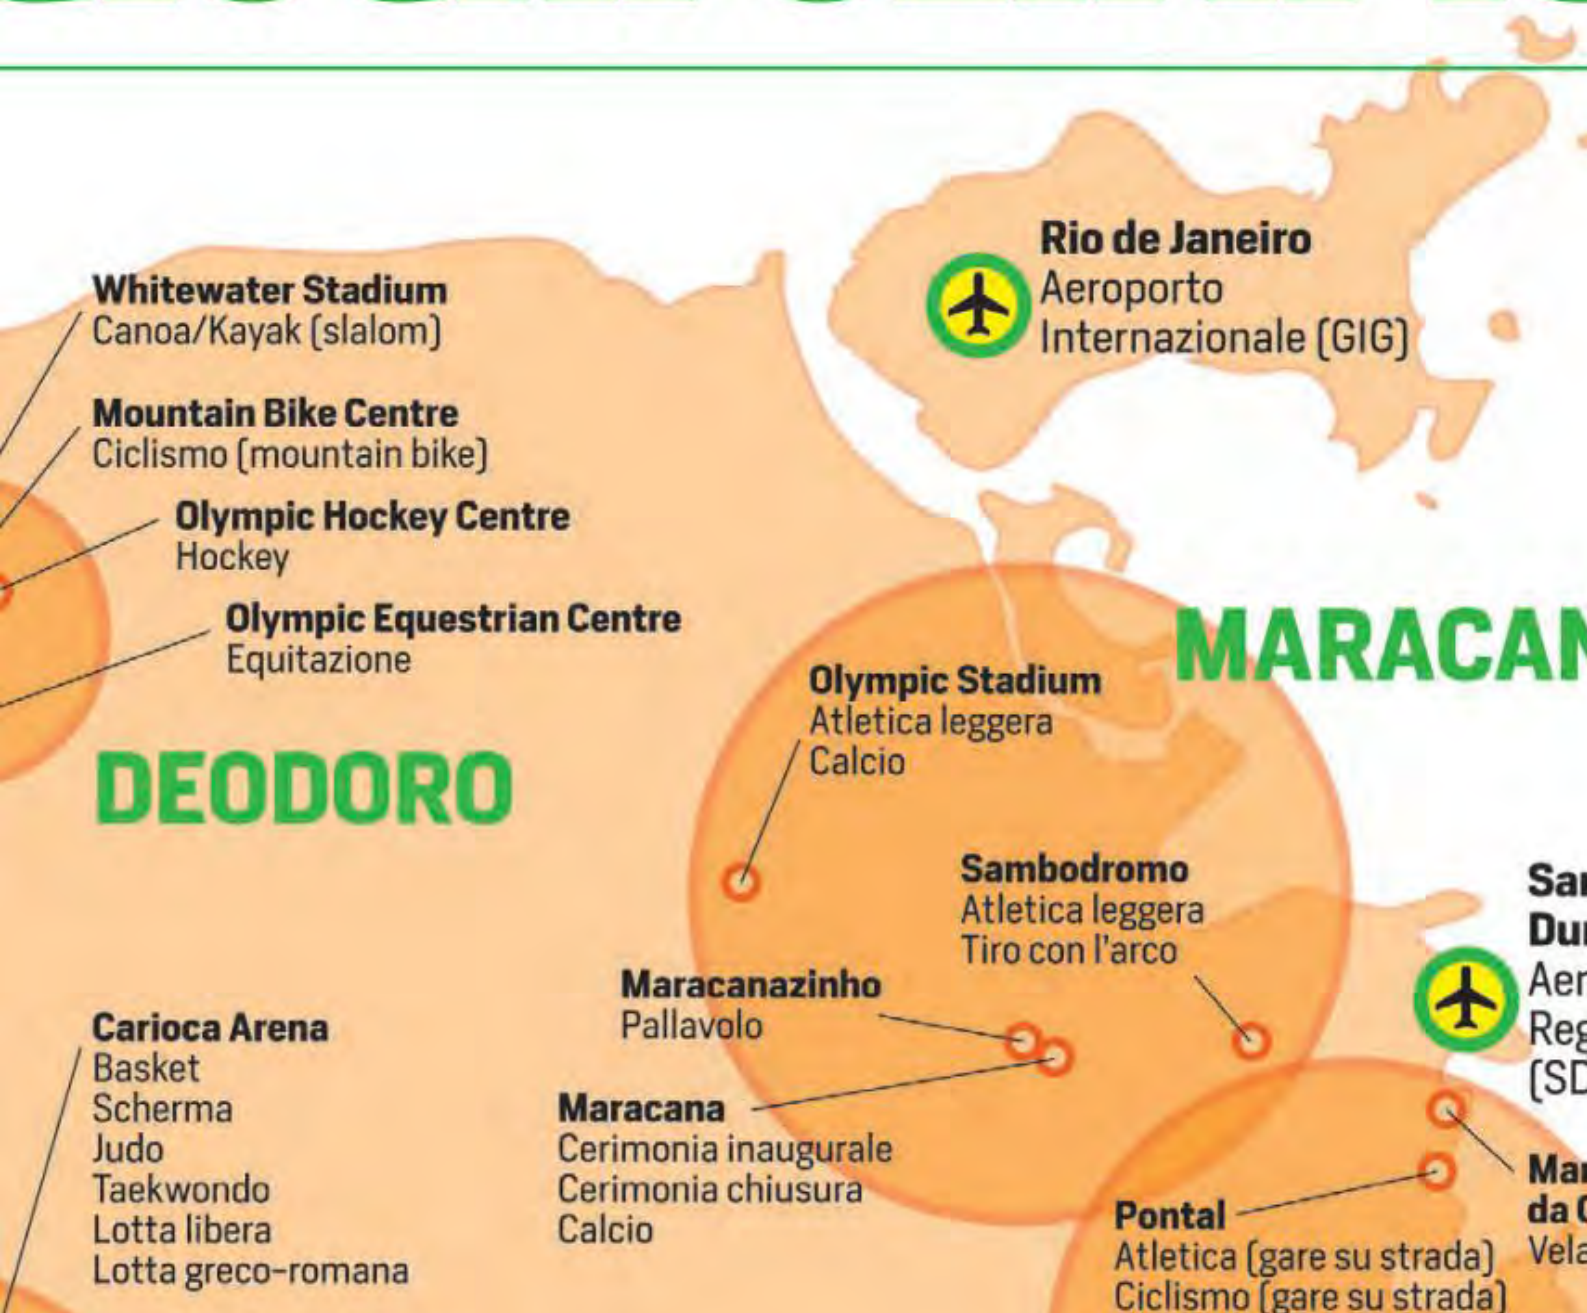 Rio de Janeiro
Aeroporto
Internazionale (GIG)
Whitewater Stadium
Canoa/Kayak (slalom)
Mountain Bike Centre
Ciclismo (mountain bike)
Olympic Hockey Centre
Hockey
Olympic Equestrian Centre
Equitazione
DEODORO
MARACAN
Olympic Stadium
Atletica leggera
Calcio
Sambodromo
Atletica leggera
Tiro con l'arco
Maracanazinho
Pallavolo
Maracana
Cerimonia inaugurale
Cerimonia chiusura
Calcio
Carioca Arena
Basket
Scherma
Judo
Taekwondo
Lotta libera
Lotta greco-romana
Pontal
Atletica (gare su strada)
Ciclismo (gare su strada)
da
Vela